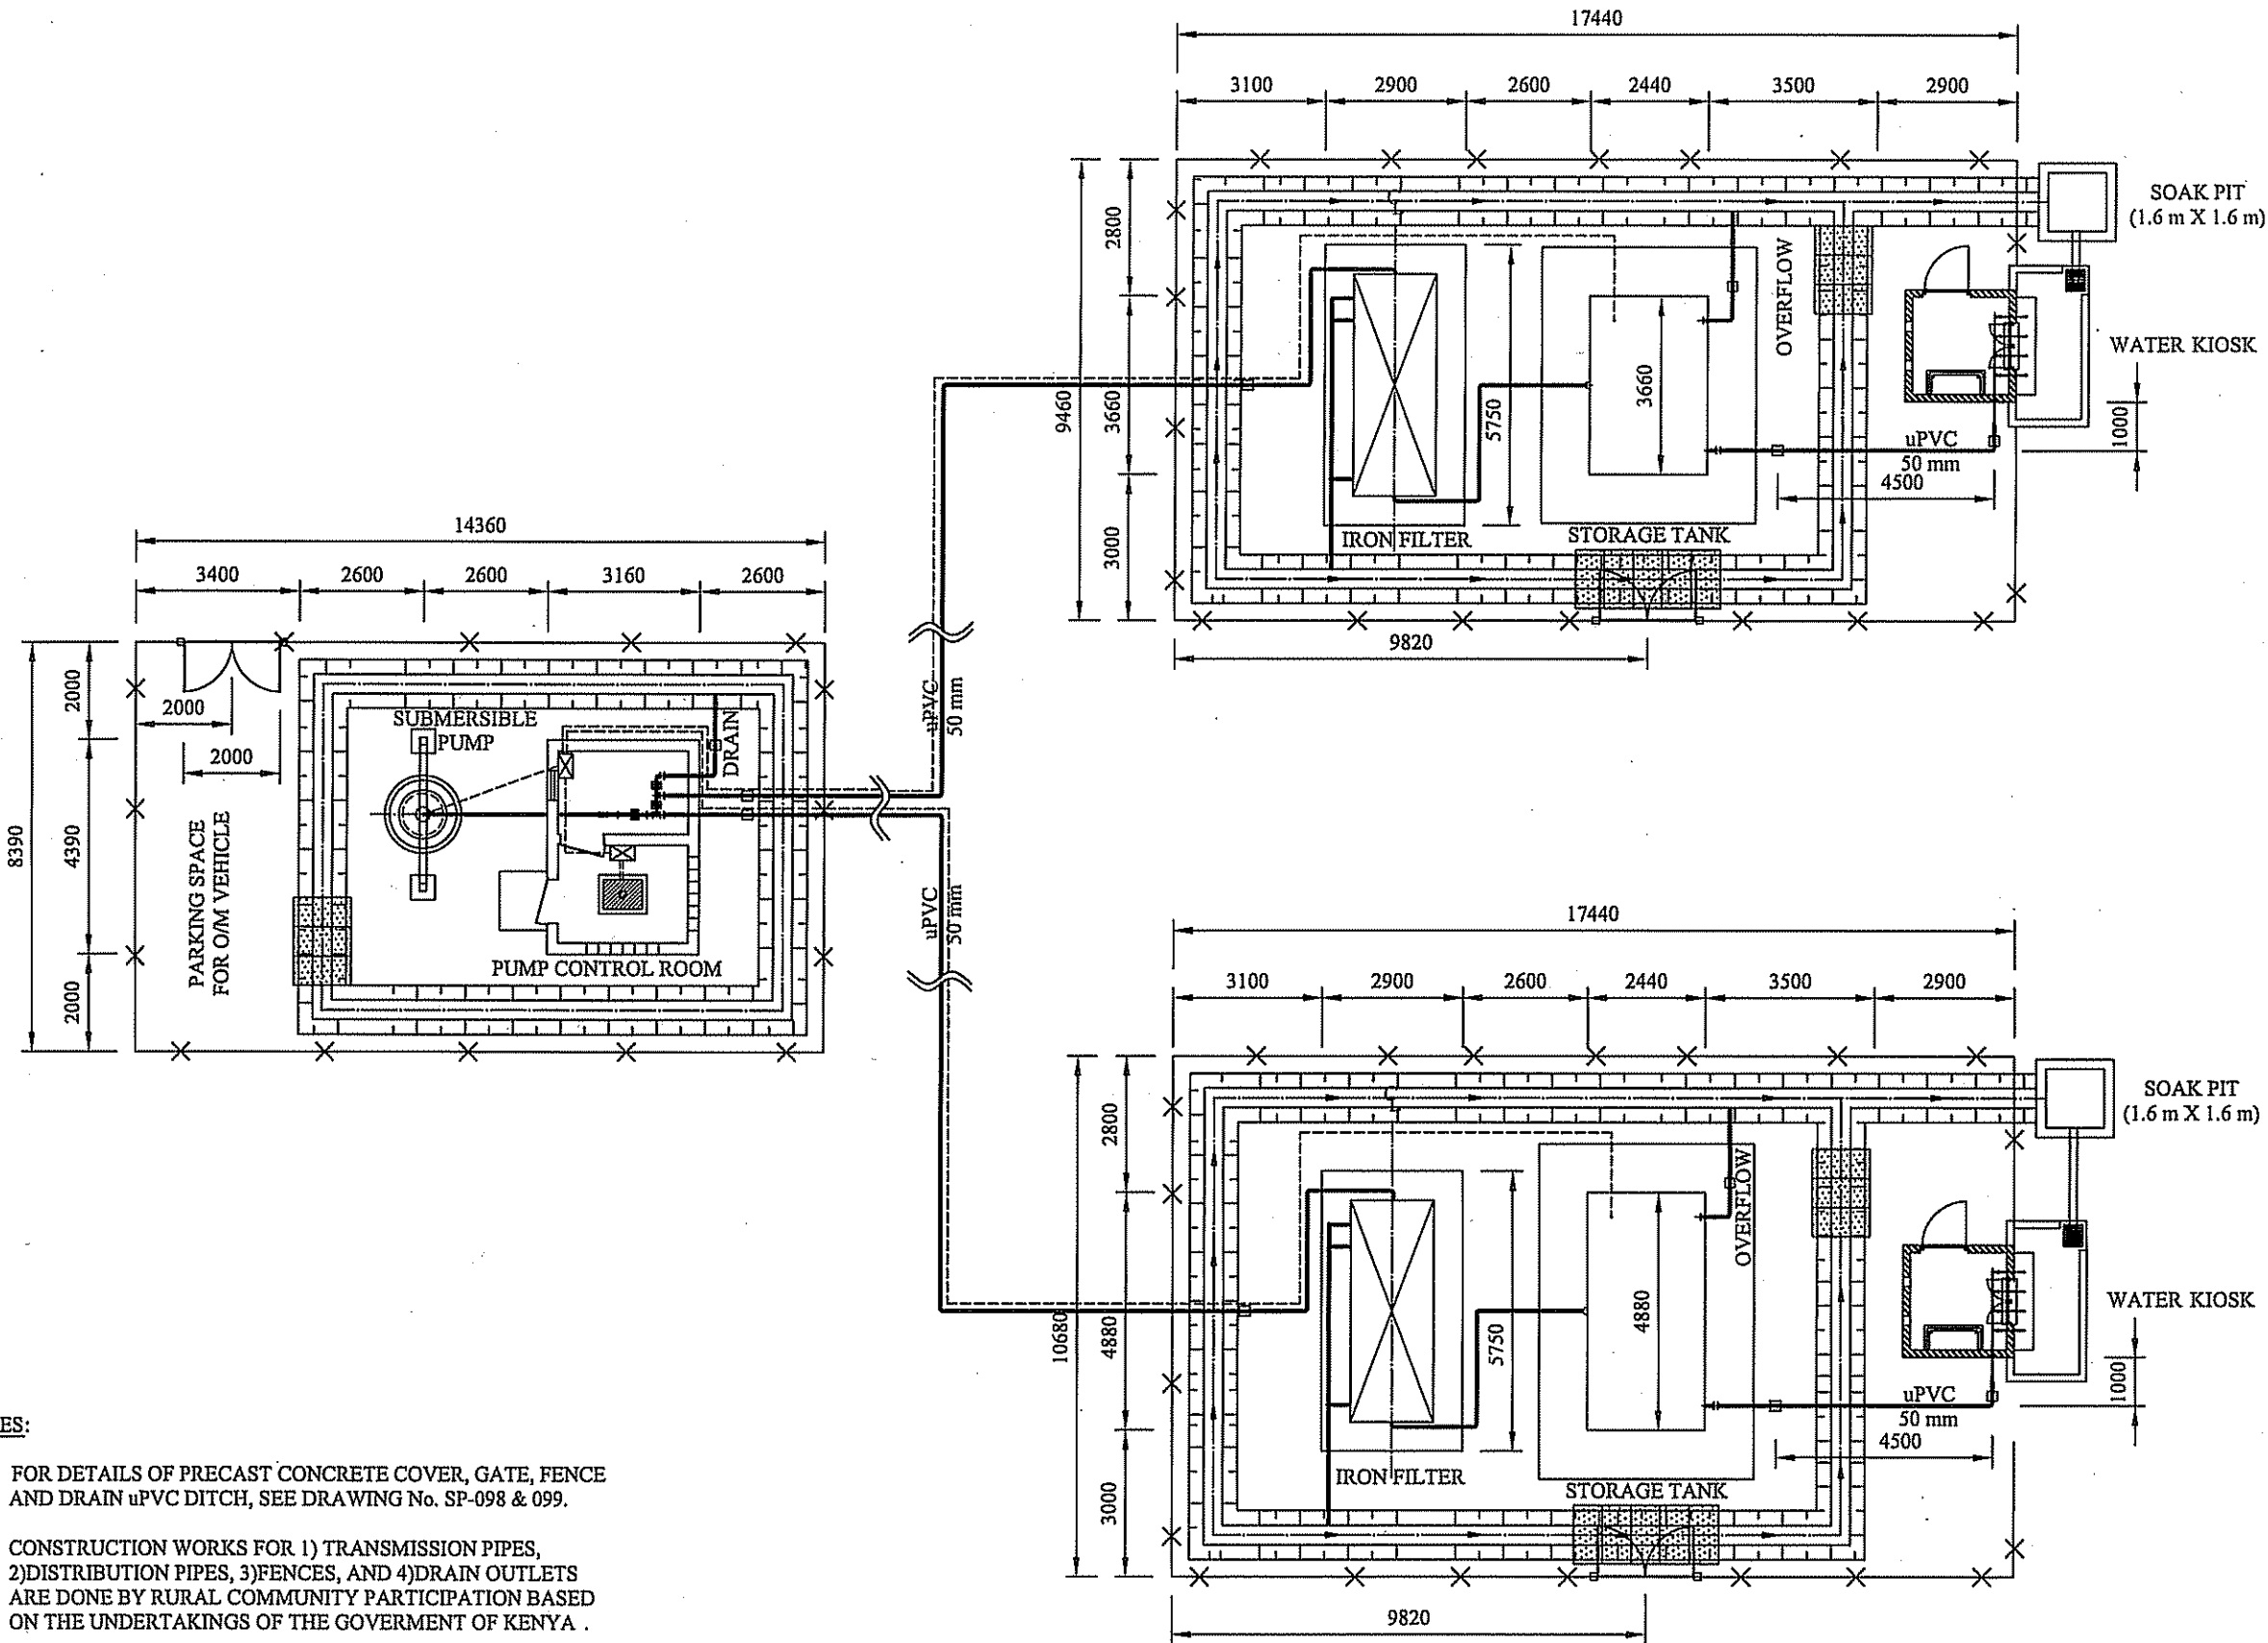 17440
3100 2900 2600 2440 3500 2900
SOAK PIT
(1.6 m X 1.6 m)
2800
OVERFLOW
WATER KIOSK
9460
3660
5750
3660
1000
uPVC
50 mm
4500
3000
IRON FILTER
STORAGE TANK
9820
14360
3400 2600 2600 3160 2600
2000
2000
2000
SUBMERSIBLE
PUMP
DRAIN
uPVC
50 mm
8390
4390
PARKING SPACE
FOR O/M VEHICLE
uPVC
50 mm
PUMP CONTROL ROOM
2000
17440
3100 2900 2600 2440 3500 2900
SOAK PIT
(1.6 m X 1.6 m)
2800
OVERFLOW
WATER KIOSK
10680
4880
5750
4880
1000
uPVC
50 mm
4500
3000
IRON FILTER
STORAGE TANK
9820
ES:
FOR DETAILS OF PRECAST CONCRETE COVER, GATE, FENCE
AND DRAIN uPVC DITCH, SEE DRAWING No. SP-098 & 099.
CONSTRUCTION WORKS FOR 1) TRANSMISSION PIPES,
2)DISTRIBUTION PIPES, 3)FENCES, AND 4)DRAIN OUTLETS
ARE DONE BY RURAL COMMUNITY PARTICIPATION BASED
ON THE UNDERTAKINGS OF THE GOVERMENT OF KENYA .